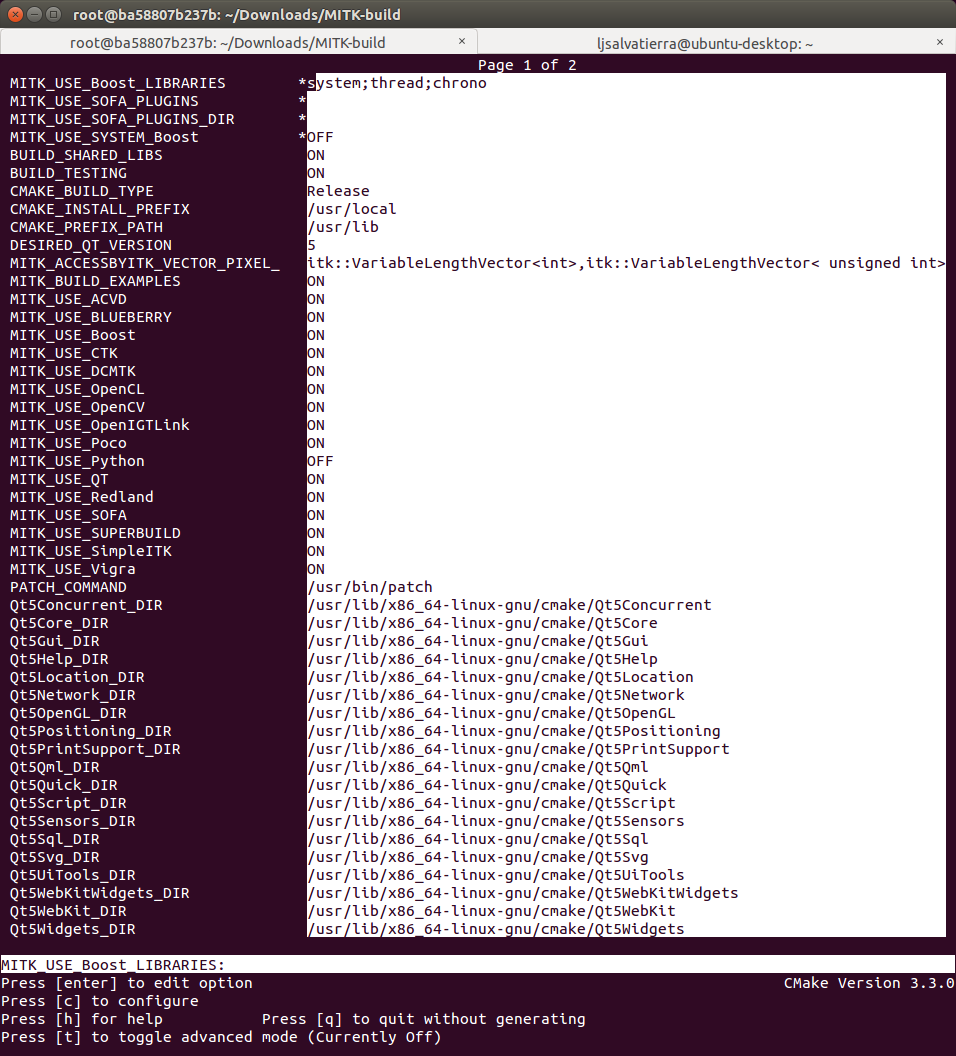 root@ba58807b237b: ~/Downloads/MITK-build
root@ba58807b237b: ~/Downloads/MITK-build × ljsalvatierra@ubuntu-desktop: ~ ×
Page 1 of 2
MITK_USE_Boost_LIBRARIES *system;thread;chrono
MITK_USE_SOFA_PLUGINS *
MITK_USE_SOFA_PLUGINS_DIR *
MITK_USE_SYSTEM_Boost *OFF
BUILD_SHARED_LIBS ON
BUILD_TESTING ON
CMAKE_BUILD_TYPE Release
CMAKE_INSTALL_PREFIX /usr/local
CMAKE_PREFIX_PATH /usr/lib
DESIRED_QT_VERSION 5
MITK_ACCESSBYITK_VECTOR_PIXEL_ itk::VariableLengthVector<int>,itk::VariableLengthVector< unsigned int>
MITK_BUILD_EXAMPLES ON
MITK_USE_ACVD ON
MITK_USE_BLUEBERRY ON
MITK_USE_Boost ON
MITK_USE_CTK ON
MITK_USE_DCMTK ON
MITK_USE_OpenCL ON
MITK_USE_OpenCV ON
MITK_USE_OpenIGTLink ON
MITK_USE_Poco ON
MITK_USE_Python OFF
MITK_USE_QT ON
MITK_USE_Redland ON
MITK_USE_SOFA ON
MITK_USE_SUPERBUILD ON
MITK_USE_SimpleITK ON
MITK_USE_Vigra ON
PATCH_COMMAND /usr/bin/patch
Qt5Concurrent_DIR /usr/lib/x86_64-linux-gnu/cmake/Qt5Concurrent
Qt5Core_DIR /usr/lib/x86_64-linux-gnu/cmake/Qt5Core
Qt5Gui_DIR /usr/lib/x86_64-linux-gnu/cmake/Qt5Gui
Qt5Help_DIR /usr/lib/x86_64-linux-gnu/cmake/Qt5Help
Qt5Location_DIR /usr/lib/x86_64-linux-gnu/cmake/Qt5Location
Qt5Network_DIR /usr/lib/x86_64-linux-gnu/cmake/Qt5Network
Qt5OpenGL_DIR /usr/lib/x86_64-linux-gnu/cmake/Qt5OpenGL
Qt5Positioning_DIR /usr/lib/x86_64-linux-gnu/cmake/Qt5Positioning
Qt5PrintSupport_DIR /usr/lib/x86_64-linux-gnu/cmake/Qt5PrintSupport
Qt5Qml_DIR /usr/lib/x86_64-linux-gnu/cmake/Qt5Qml
Qt5Quick_DIR /usr/lib/x86_64-linux-gnu/cmake/Qt5Quick
Qt5Script_DIR /usr/lib/x86_64-linux-gnu/cmake/Qt5Script
Qt5Sensors_DIR /usr/lib/x86_64-linux-gnu/cmake/Qt5Sensors
Qt5Sql_DIR /usr/lib/x86_64-linux-gnu/cmake/Qt5Sql
Qt5Svg_DIR /usr/lib/x86_64-linux-gnu/cmake/Qt5Svg
Qt5UiTools_DIR /usr/lib/x86_64-linux-gnu/cmake/Qt5UiTools
Qt5WebKitWidgets_DIR /usr/lib/x86_64-linux-gnu/cmake/Qt5WebKitWidgets
Qt5WebKit_DIR /usr/lib/x86_64-linux-gnu/cmake/Qt5WebKit
Qt5Widgets_DIR /usr/lib/x86_64-linux-gnu/cmake/Qt5Widgets
MITK_USE_Boost_LIBRARIES:
Press [enter] to edit option CMake Version 3.3.0
Press [c] to configure
Press [h] for help Press [q] to quit without generating
Press [t] to toggle advanced mode (Currently Off)